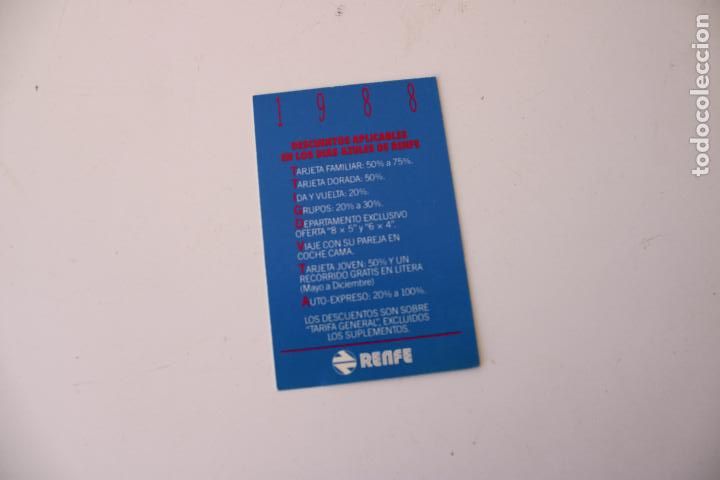 1988
DESCUENTOS APLICABLES
EN LOS DIAS AZULES DE RENFE
TARJETA FAMILIAR: 50% a 75%.
TARJETA DORADA: 50%.
IDA Y VUELTA: 20%.
GRUPOS: 20% a 30%.
DEPARTAMENTO EXCLUSIVO
OFERTA "8 x 5" y "6 x 4".
VIAJE CON SU PAREJA EN
COCHE CAMA.
TARJETA JOVEN: 50% Y UN
RECORRIDO GRATIS EN LITERA
(Mayo a Diciembre)
AUTO-EXPRESO: 20% a 100%.
LOS DESCUENTOS SON SOBRE
"TARIFA GENERAL", EXCLUIDOS
LOS SUPLEMENTOS.
RENFE
todocoleccion